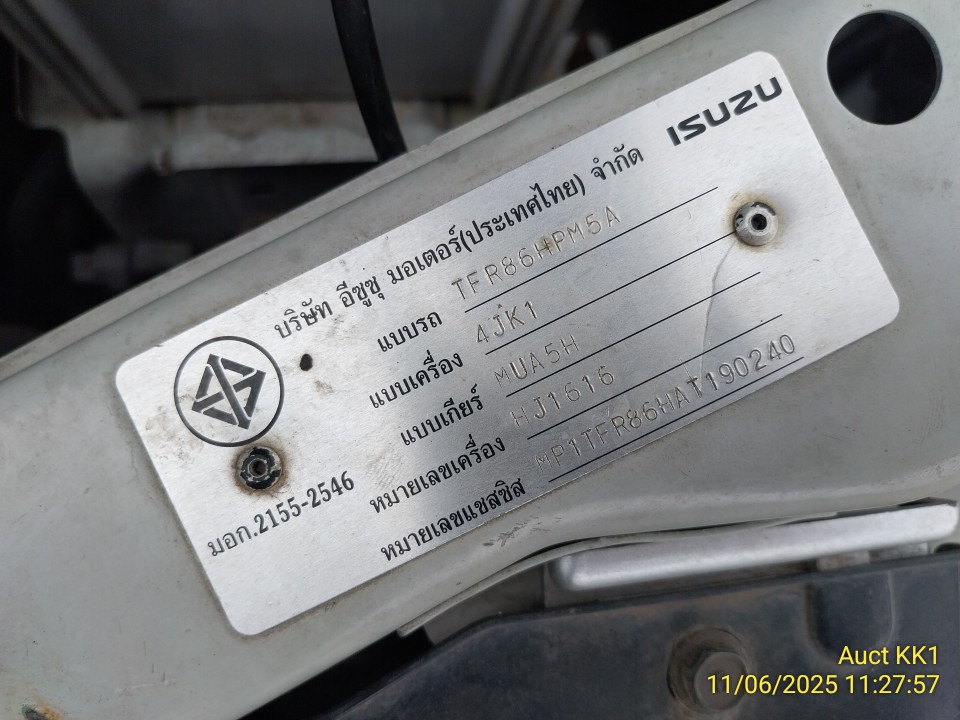 ISUZU
บริษัท อีซูซุ มอเตอร์(ประเทศไทย) จำกัด
แบบรถ TFR86HPM5A
แบบเครื่อง 4JK1
แบบเกียร์ MUA5H
หมายเลขเครื่อง HJ1616
หมายเลขแชสซิส MP1TFR86HAT190240
มอก.2155-2546
Auct KK1
11/06/2025 11:27:57